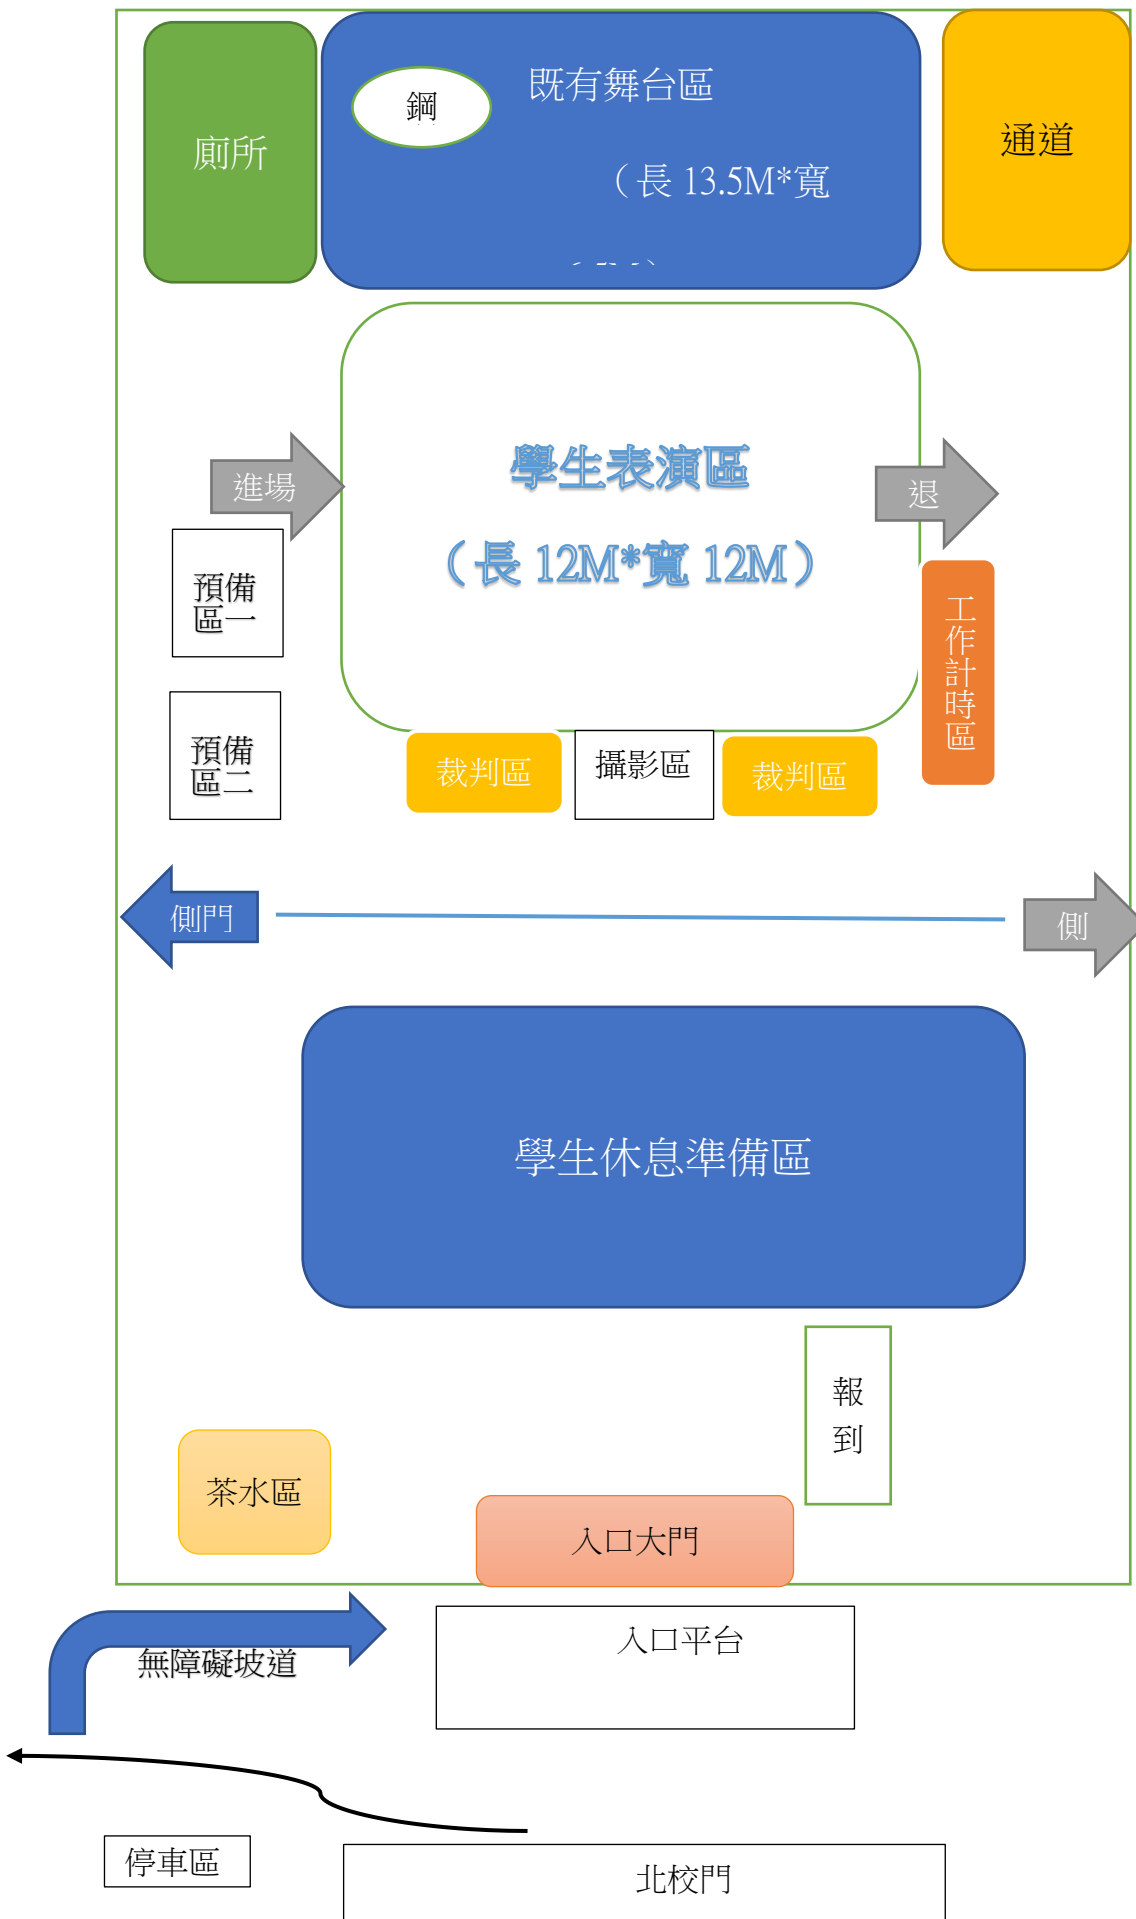 廁所
鋼
既有舞台區
（長 13.5M*寬
通道
學生表演區
（長 12M*寬 12M）
進場
退
預備
區一
預備
區二
工作計時區
裁判區
攝影區
裁判區
側門
側
學生休息準備區
報
到
茶水區
入口大門
入口平台
無障礙坡道
停車區
北校門